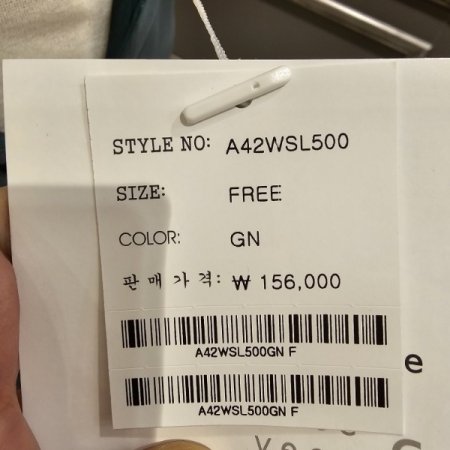 STYLE NO: A42WSL500
SIZE: FREE
COLOR: GN
판매가격: ₩ 156,000
A42WSL500GN F
A42WSL500GN F
e